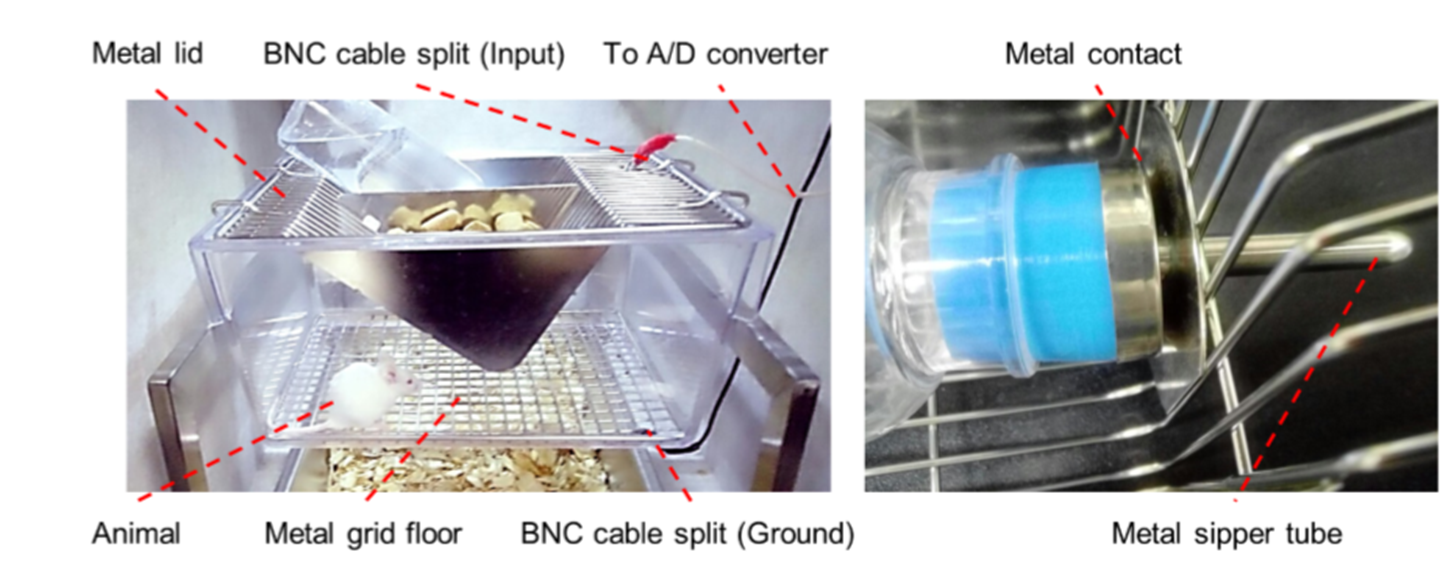 Metal lid
BNC cable split (Input)
To A/D converter
Metal contact
Animal
Metal grid floor
BNC cable split (Ground)
Metal sipper tube